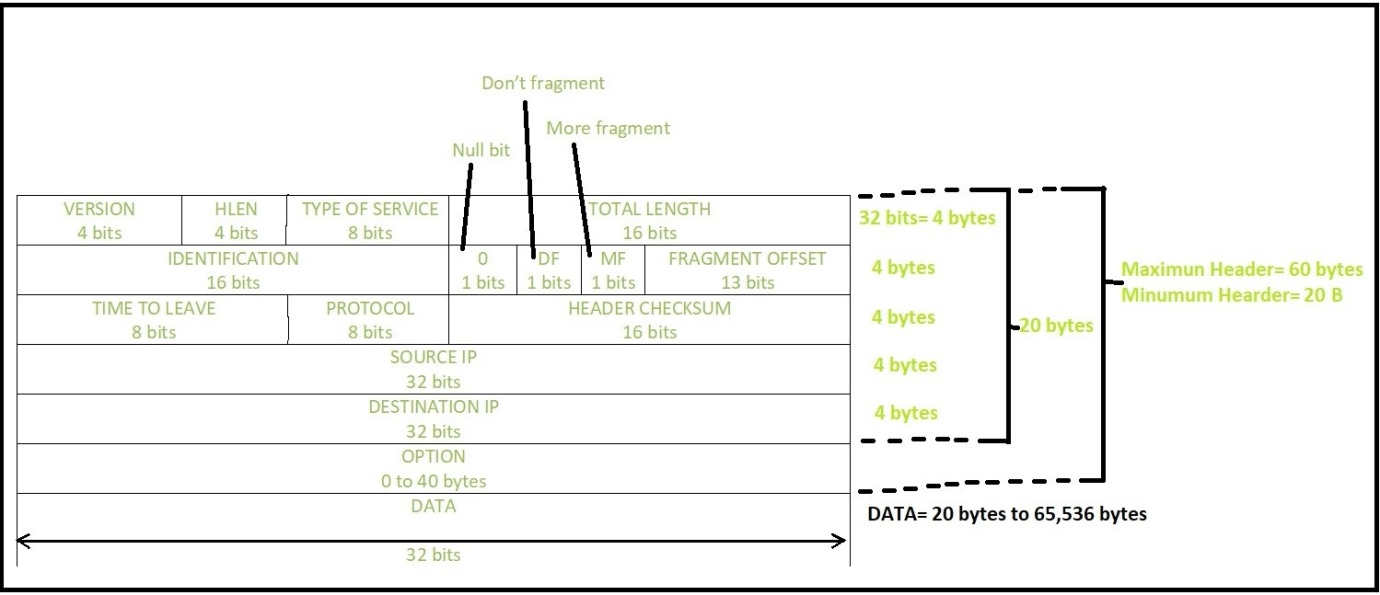 Don't fragment
More fragment
Null bit
VERSION
4 bits
HLEN
4 bits
TYPE OF SERVICE
8 bits
TOTAL LENGTH
16 bits
32 bits= 4 bytes
IDENTIFICATION
16 bits
0
1 bits
DF
1 bits
MF
1 bits
FRAGMENT OFFSET
13 bits
4 bytes
TIME TO LEAVE
8 bits
PROTOCOL
8 bits
HEADER CHECKSUM
16 bits
4 bytes
SOURCE IP
32 bits
4 bytes
DESTINATION IP
32 bits
4 bytes
20 bytes
Maximun Header= 60 bytes
Minumum Hearder= 20 B
OPTION
0 to 40 bytes
DATA
32 bits
DATA= 20 bytes to 65,536 bytes